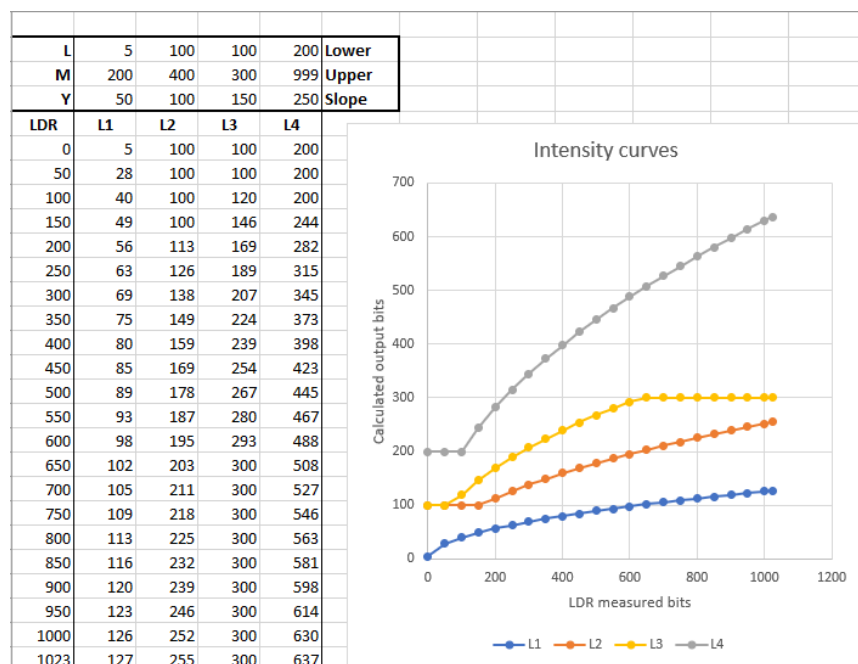 L 5 100 100 200 Lower
M 200 400 300 999 Upper
Y 50 100 150 250 Slope
LDR L1 L2 L3 L4
0 5 100 100 200
50 28 100 100 200
100 40 100 120 200
150 49 100 146 244
200 56 113 169 282
250 63 126 189 315
300 69 138 207 345
350 75 149 224 373
400 80 159 239 398
450 85 169 254 423
500 89 178 267 445
550 93 187 280 467
600 98 195 293 488
650 102 203 300 508
700 105 211 300 527
750 109 218 300 546
800 113 225 300 563
850 116 232 300 581
900 120 239 300 598
950 123 246 300 614
1000 126 252 300 630
1023 127 255 300 637
Intensity curves
700
600
500
400
300
200
100
0
Calculated output bits
0 200 400 600 800 1000 1200
LDR measured bits
L1 L2 L3 L4